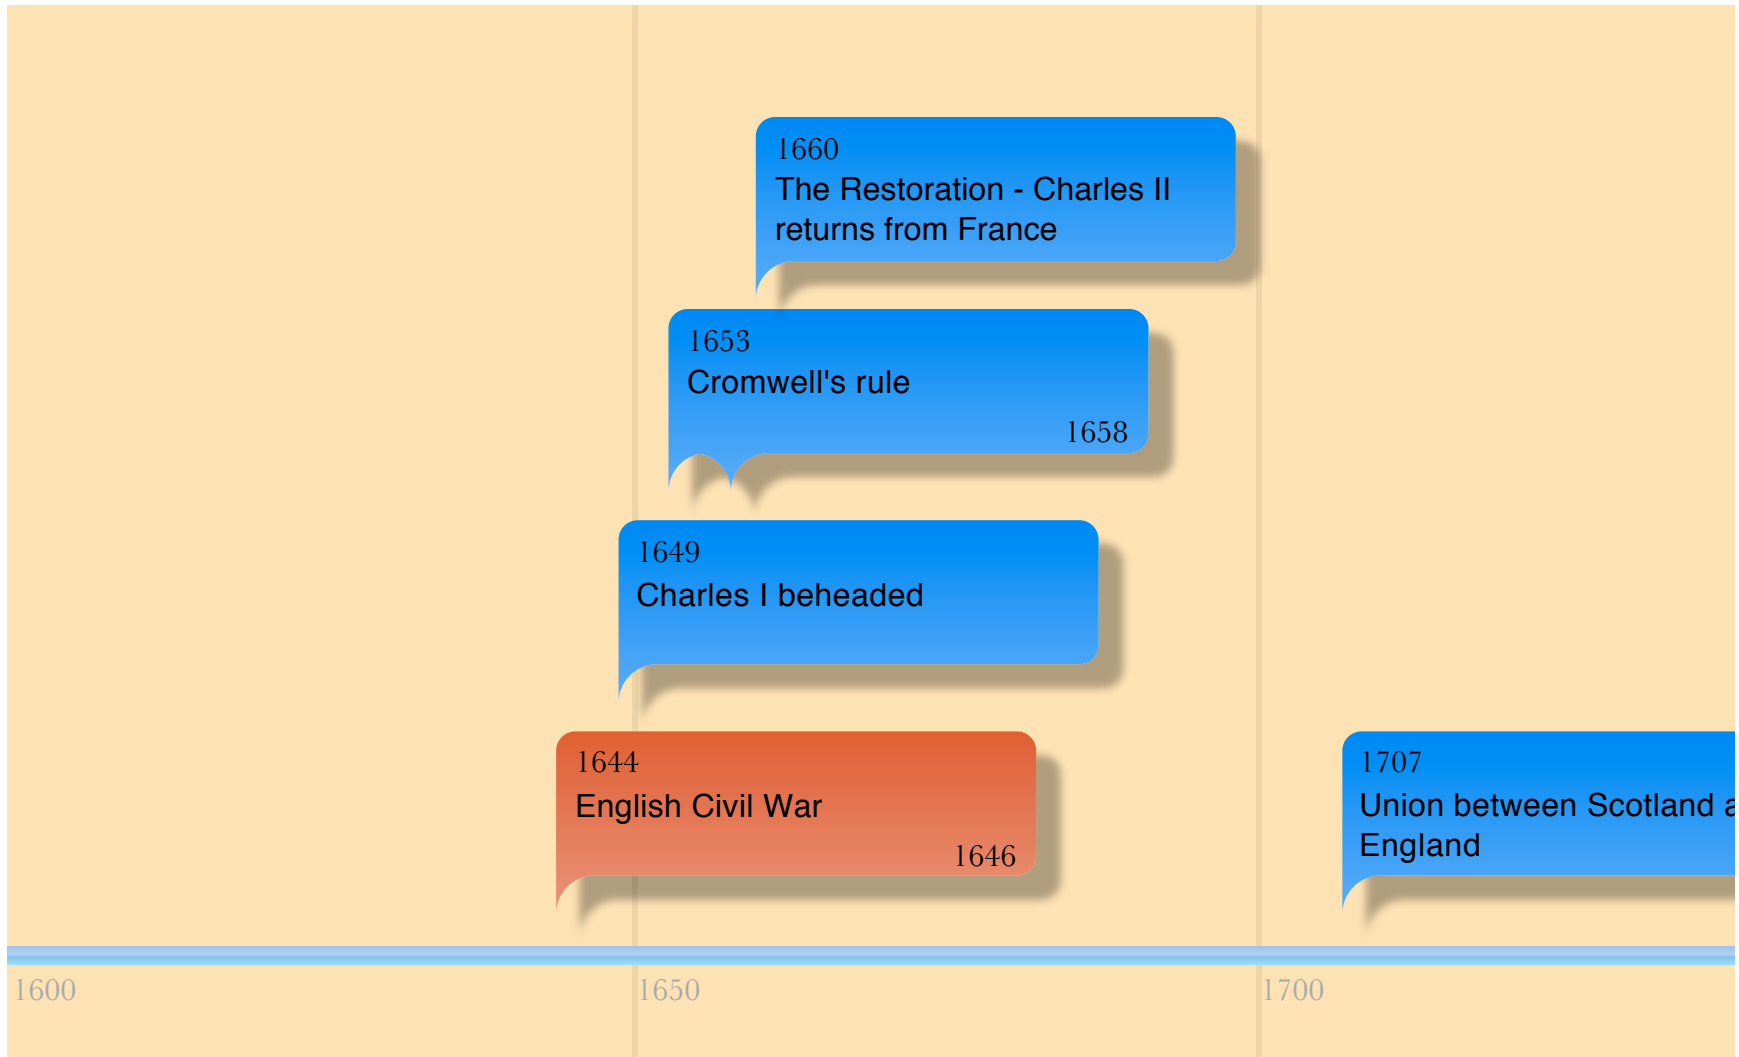 1660
The Restoration - Charles II
returns from France
1653
Cromwell's rule
1658
1649
Charles I beheaded
1644
English Civil War
1646
1707
Union between Scotland
England
1600
1650
1700